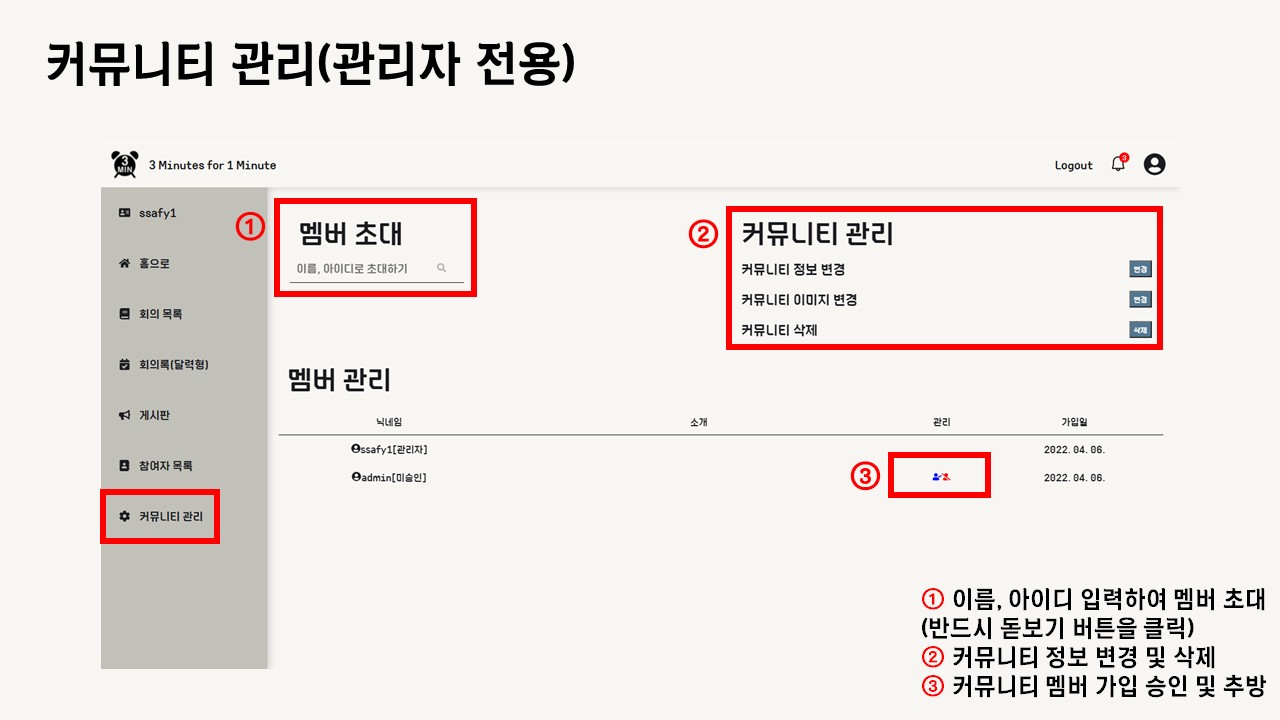 커뮤니티 관리(관리자 전용)
3 MIN
3 Minutes for 1 Minute
Logout
3
ssafy1
홈으로
회의 목록
회의록(달력형)
게시판
참여자 목록
커뮤니티 관리
①
멤버 초대
이름, 아이디로 초대하기
②
커뮤니티 관리
커뮤니티 정보 변경 변경
커뮤니티 이미지 변경 변경
커뮤니티 삭제 삭제
멤버 관리
닉네임 소개 관리 가입일
ssafy1[관리자] 2022. 04. 06.
admin[미승인] ③ 2022. 04. 06.
① 이름, 아이디 입력하여 멤버 초대
(반드시 돋보기 버튼을 클릭)
② 커뮤니티 정보 변경 및 삭제
③ 커뮤니티 멤버 가입 승인 및 추방